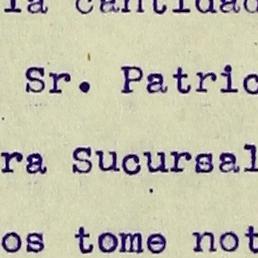 la cantidad
Sr. Patric
ra Sucursal
os tome not